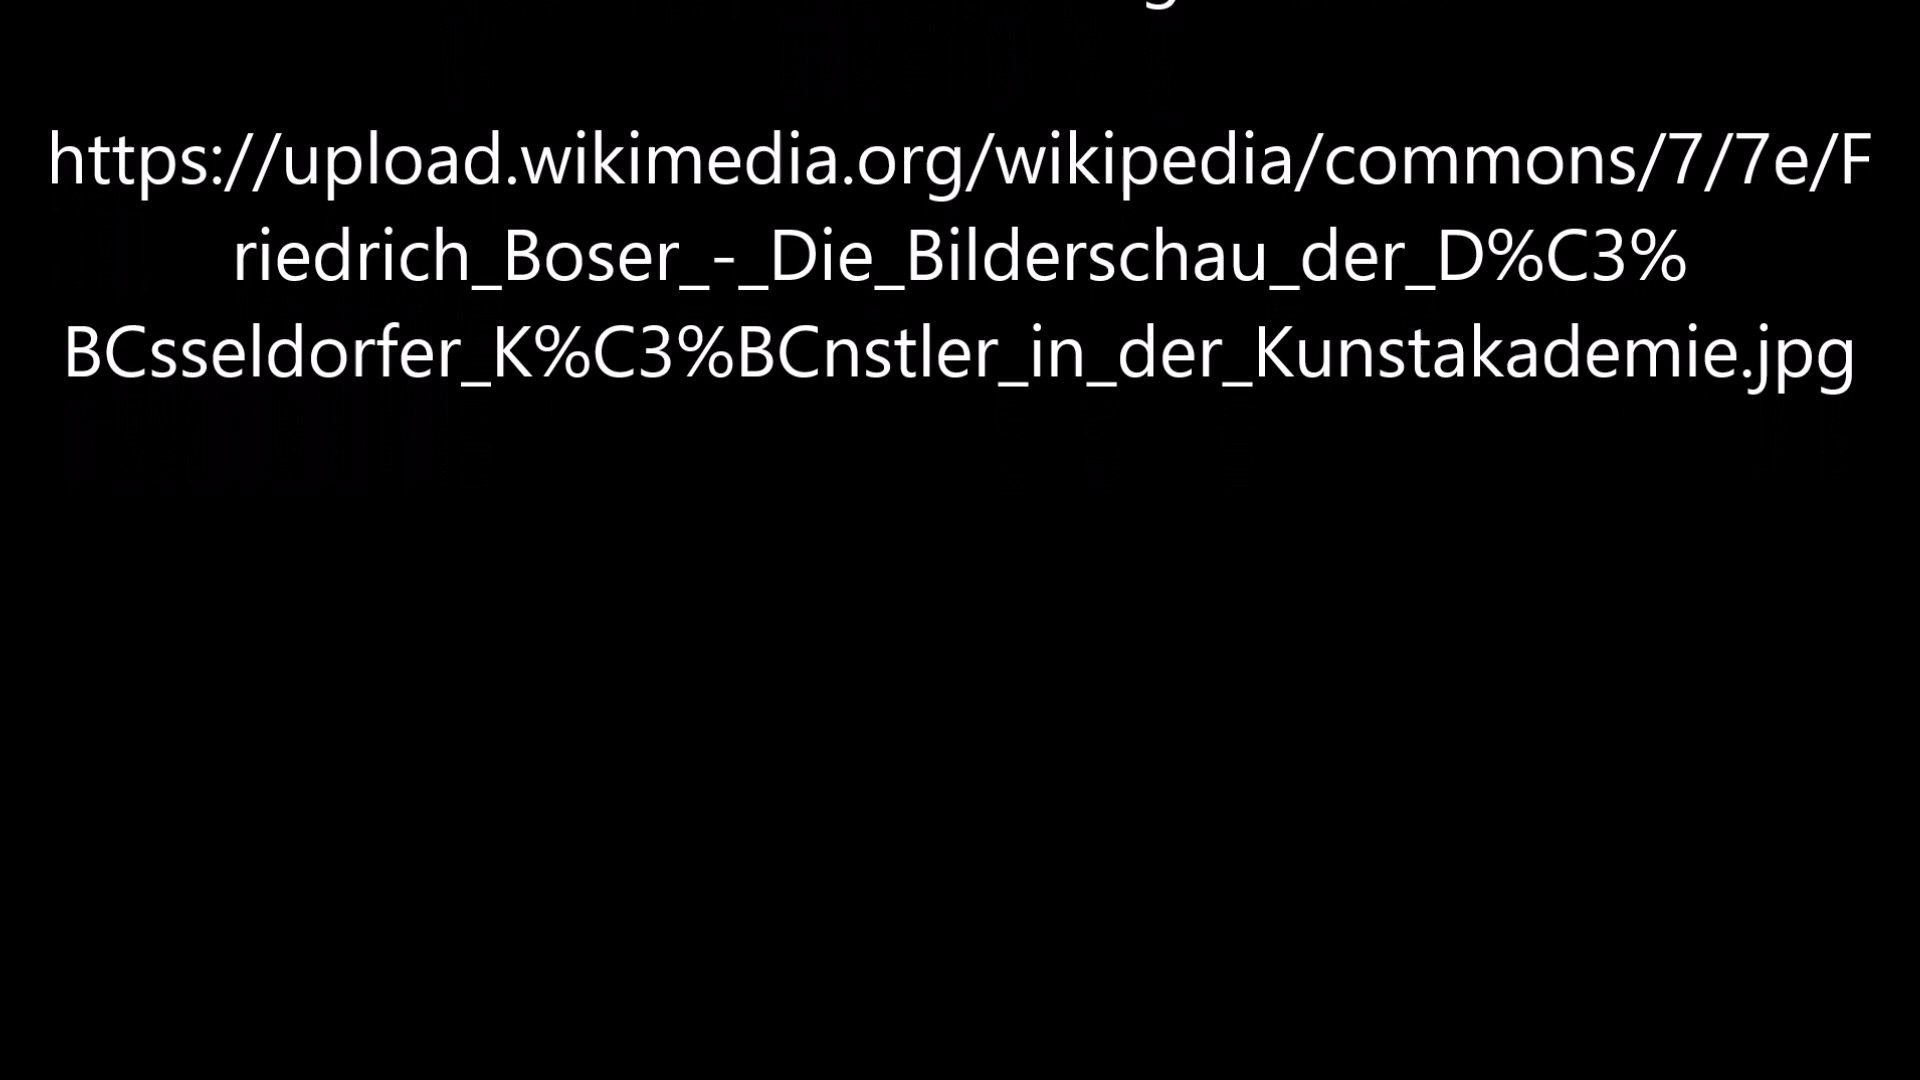 https://upload.wikimedia.org/wikipedia/commons/7/7e/F
riedrich_Boser_-_Die_Bilderschau_der_D%C3%
BCsseldorfer_K%C3%BCnstler_in_der_Kunstakademie.jpg